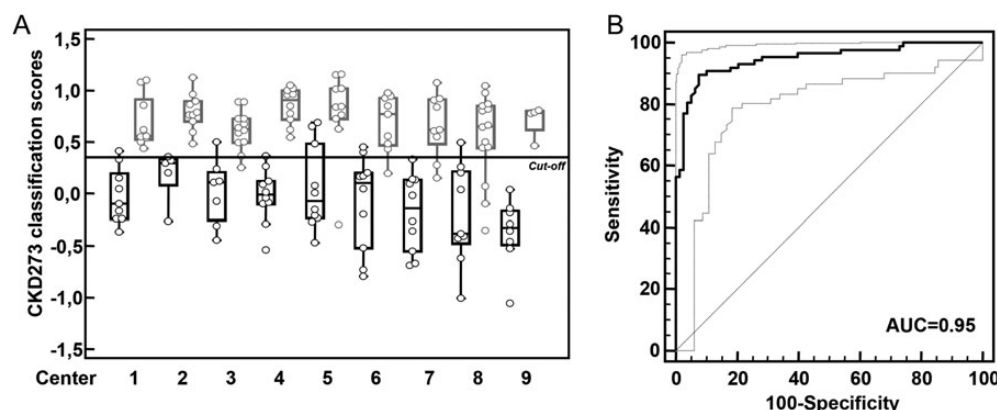 A
CKD273 classification scores
1,5
1,0
0,5
0,0
-0,5
-1,0
-1,5
Cut-off
Center 1 2 3 4 5 6 7 8 9
B
Sensitivity
100
80
60
40
20
0
AUC=0.95
0 20 40 60 80 100
100-Specificity